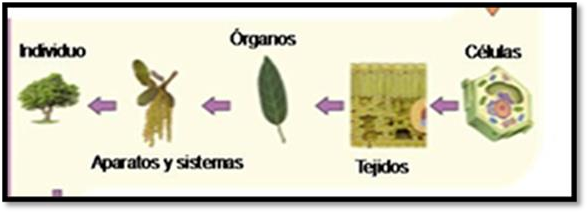 Individuo
Órganos
Células
Aparatos y sistemas
Tejidos